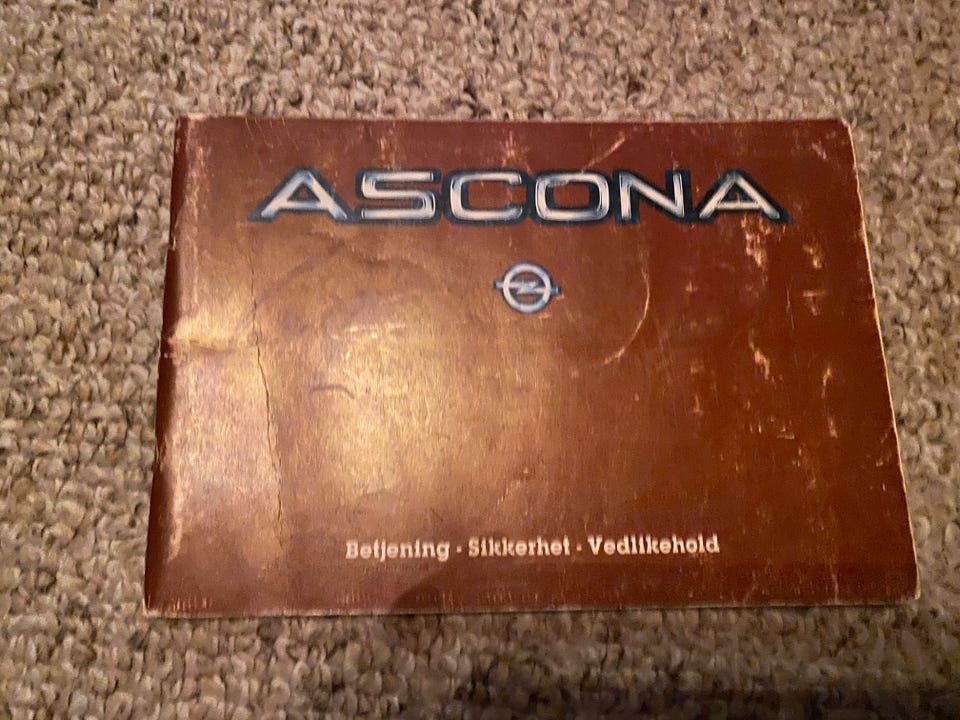 ASCONA
Betjening - Sikkerhet - Vedlikehold